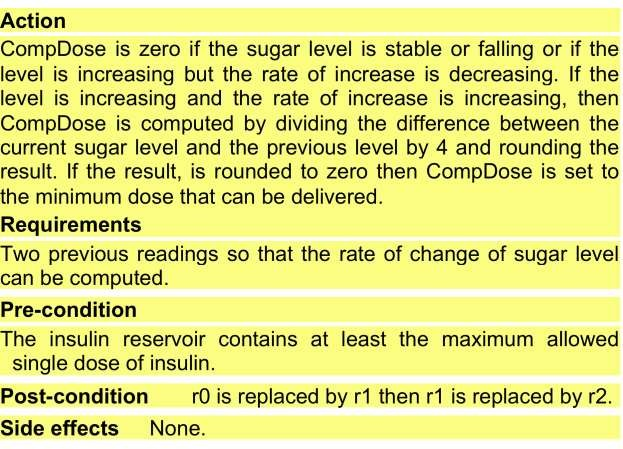 Action
CompDose is zero if the sugar level is stable or falling or if the
level is increasing but the rate of increase is decreasing. If the
level is increasing and the rate of increase is increasing, then
CompDose is computed by dividing the difference between the
current sugar level and the previous level by 4 and rounding the
result. If the result, is rounded to zero then CompDose is set to
the minimum dose that can be delivered.
Requirements
Two previous readings so that the rate of change of sugar level
can be computed.
Pre-condition
The insulin reservoir contains at least the maximum allowed
single dose of insulin.
Post-condition r0 is replaced by r1 then r1 is replaced by r2.
Side effects None.